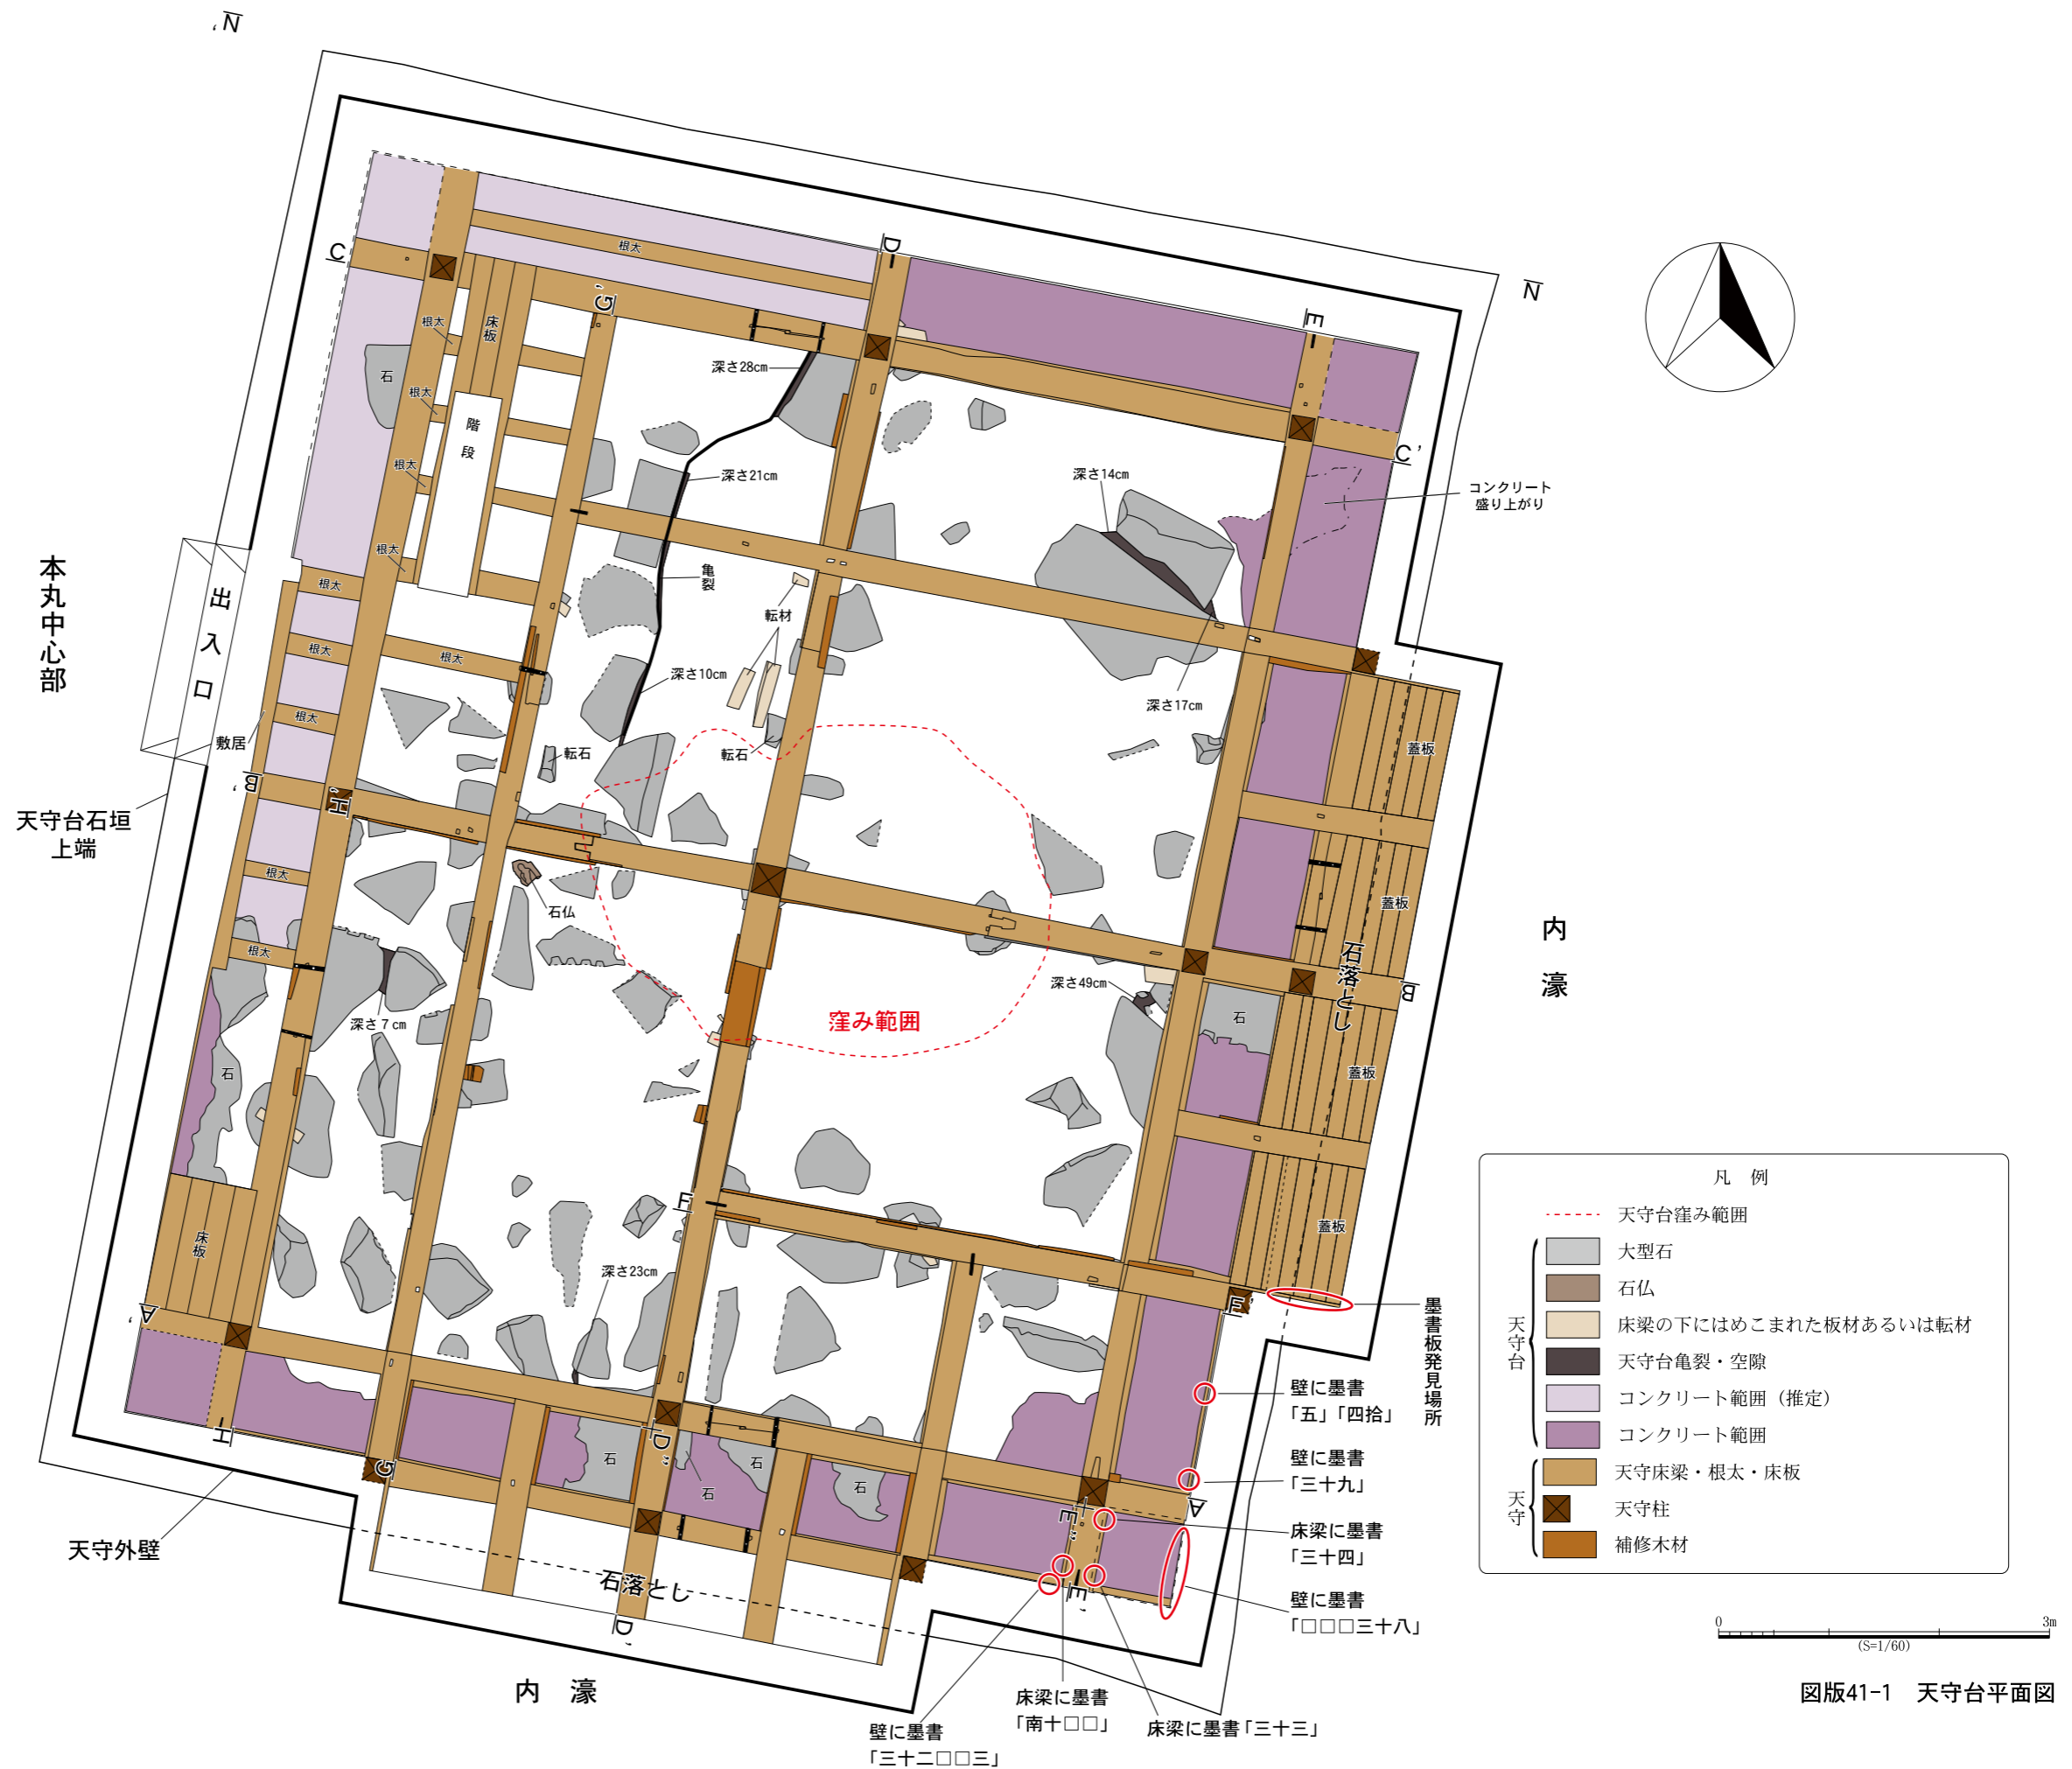 N'
N
C
D
E
G'
C'
根太
根太
床板
石
根太
階段
根太
根太
根太
根太
根太
根太
根太
根太
深さ28cm
深さ21cm
深さ14cm
コンクリート
盛り上がり
亀裂
転材
深さ10cm
深さ17cm
転石
転石
本丸中心部
出入口
敷居
B'
H'
天守台石垣
上端
石仏
深さ7cm
深さ49cm
窪み範囲
石
石
蓋板
蓋板
石落とし
B
蓋板
蓋板
内濠
F
F'
床板
深さ23cm
A'
H
G
D"
石
石
石
石
A
E"
E'
D'
石落とし
天守外壁
内濠
墨書板発見場所
壁に墨書
「五」「四拾」
壁に墨書
「三十九」
床梁に墨書
「三十四」
壁に墨書
「□□□三十八」
床梁に墨書
「南十□□」
床梁に墨書「三十三」
壁に墨書
「三十二□□三」
凡 例
天守台窪み範囲
天守台
大型石
石仏
床梁の下にはめこまれた板材あるいは転材
天守台亀裂・空隙
コンクリート範囲（推定）
コンクリート範囲
天守
天守床梁・根太・床板
天守柱
補修木材
0 3m
(S=1/60)
図版41-1 天守台平面図